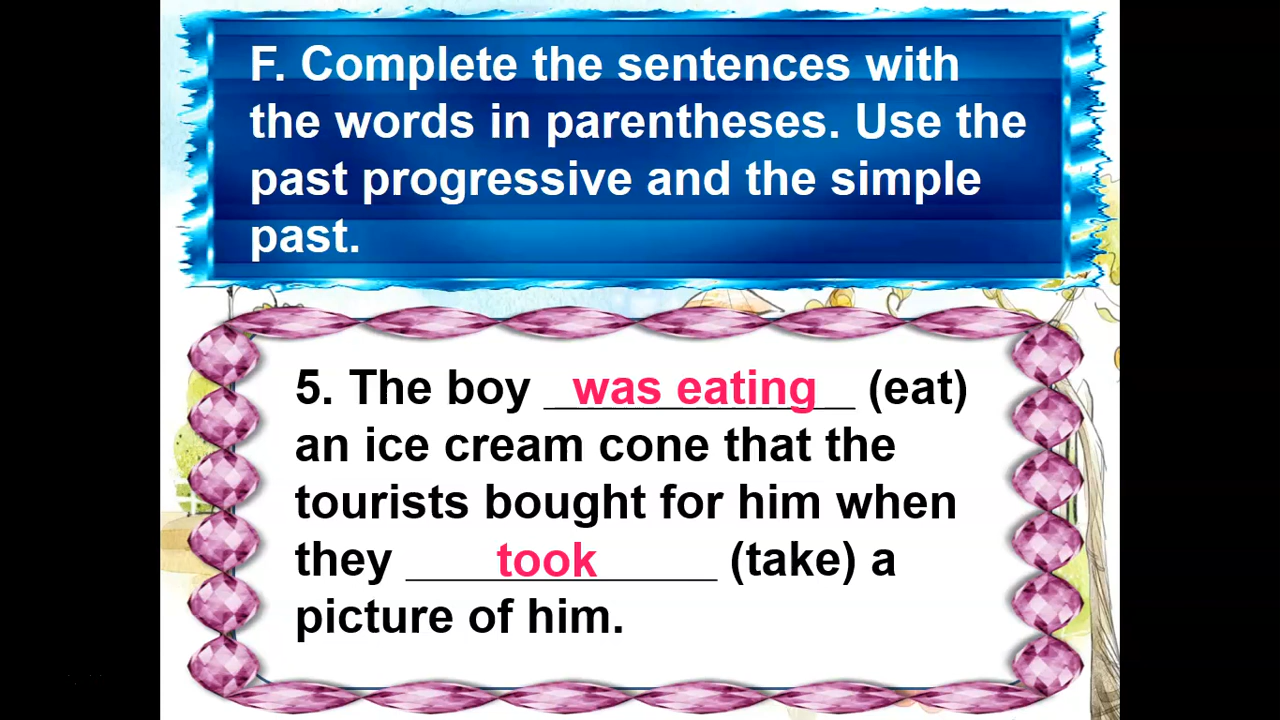 F. Complete the sentences with
the words in parentheses. Use the
past progressive and the simple
past.
5. The boy _____________ (eat)
was eating
an ice cream cone that the
tourists bought for him when
they _____________ (take) a
took
picture of him.